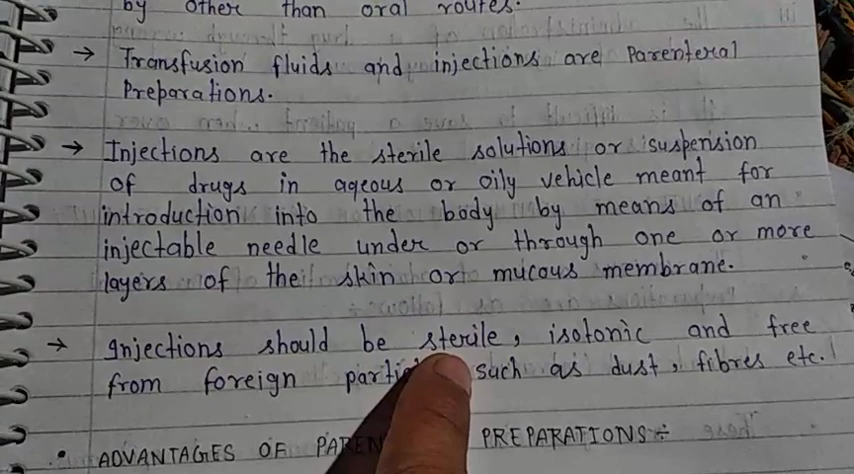 by other than oral routes.
→ Transfusion fluids and injections are Parenteral
Preparations.
→ Injections are the sterile solutions or suspension
of drugs in aqeous or oily vehicle meant for
introduction into the body by means of an
injectable needle under or through one or more
layers of the skin or mucous membrane.
→ Injections should be sterile, isotonic and free
from foreign parti such as dust, fibres etc.
• ADVANTAGES OF PAREN PREPARATIONS÷